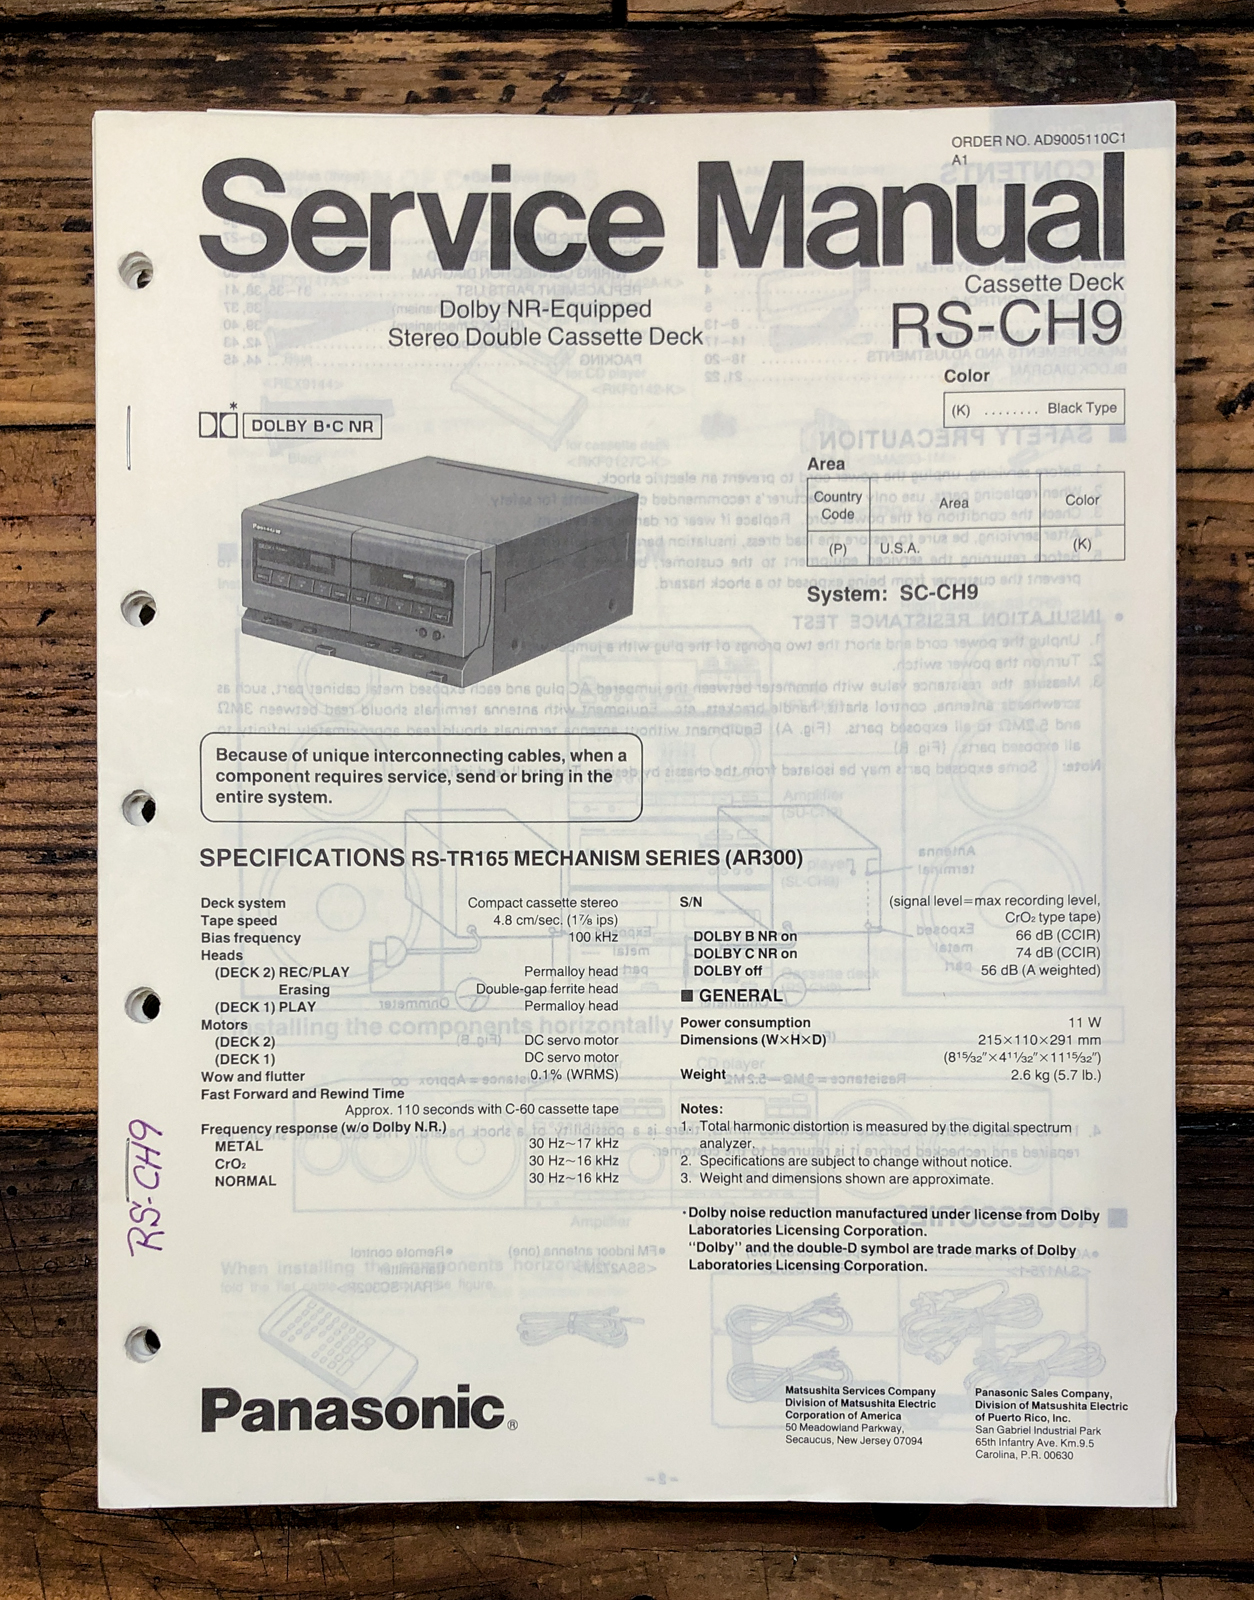 ORDER NO. AD9005110C1
A1
Service Manual
Cassette Deck
Dolby NR-Equipped
Stereo Double Cassette Deck
RS-CH9
Color
(K) ........ Black Type
DOLBY B·C NR
Area
Country Code Area Color
(P) U.S.A. (K)
System: SC-CH9
Panasonic
Because of unique interconnecting cables, when a
component requires service, send or bring in the
entire system.
SPECIFICATIONS RS-TR165 MECHANISM SERIES (AR300)
Deck system Compact cassette stereo
Tape speed 4.8 cm/sec. (1⅞ ips)
Bias frequency 100 kHz
Heads
(DECK 2) REC/PLAY Permalloy head
Erasing Double-gap ferrite head
(DECK 1) PLAY Permalloy head
Motors
(DECK 2) DC servo motor
(DECK 1) DC servo motor
Wow and flutter 0.1% (WRMS)
Fast Forward and Rewind Time
Approx. 110 seconds with C-60 cassette tape
Frequency response (w/o Dolby N.R.)
METAL 30 Hz~17 kHz
CrO₂ 30 Hz~16 kHz
NORMAL 30 Hz~16 kHz
S/N (signal level=max recording level,
CrO₂ type tape)
DOLBY B NR on 66 dB (CCIR)
DOLBY C NR on 74 dB (CCIR)
DOLBY off 56 dB (A weighted)
■ GENERAL
Power consumption 11 W
Dimensions (W×H×D) 215×110×291 mm
(8 15/32"×4 11/32"×11 15/32")
Weight 2.6 kg (5.7 lb.)
Notes:
1. Total harmonic distortion is measured by the digital spectrum
analyzer.
2. Specifications are subject to change without notice.
3. Weight and dimensions shown are approximate.
·Dolby noise reduction manufactured under license from Dolby
Laboratories Licensing Corporation.
"Dolby" and the double-D symbol are trade marks of Dolby
Laboratories Licensing Corporation.
RS-CH9
Panasonic®
Matsushita Services Company
Division of Matsushita Electric
Corporation of America
50 Meadowland Parkway,
Secaucus, New Jersey 07094
Panasonic Sales Company,
Division of Matsushita Electric
of Puerto Rico, Inc.
San Gabriel Industrial Park
65th Infantry Ave. Km.9.5
Carolina, P.R. 00630